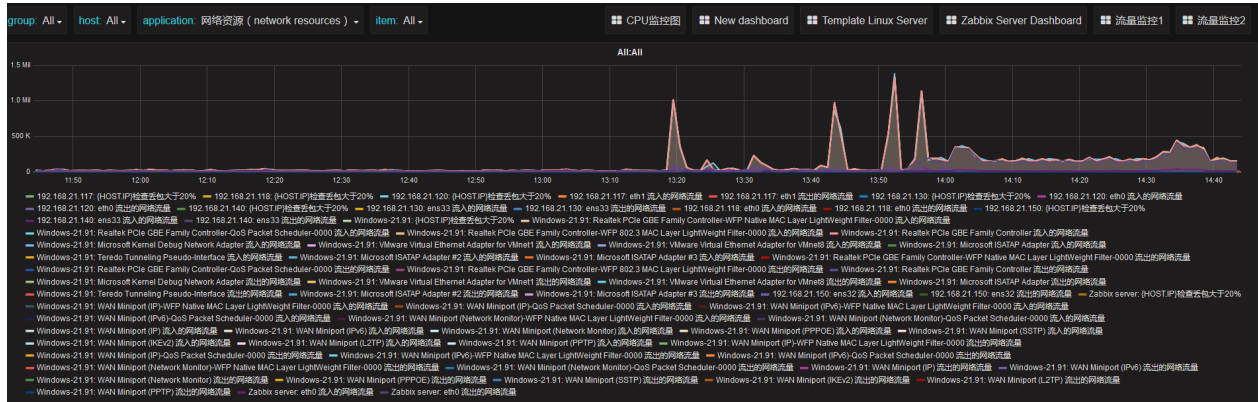 group: All host: All application: 网络资源（network resources） item: All CPU监控图 New dashboard Template Linux Server Zabbix Server Dashboard 流量监控1 流量监控2
All:All
1.5 Mil
1.0 Mil
500 K
0
11:50 12:00 12:10 12:20 12:30 12:40 12:50 13:00 13:10 13:20 13:30 13:40 13:50 14:00 14:10 14:20 14:30 14:40
192.168.21.117: {HOST.IP}检查丢包大于20% 192.168.21.118: {HOST.IP}检查丢包大于20% 192.168.21.120: {HOST.IP}检查丢包大于20% 192.168.21.117: eth1 流入的网络流量 192.168.21.117: eth1 流出的网络流量 192.168.21.130: {HOST.IP}检查丢包大于20% 192.168.21.120: eth0 流入的网络流量
192.168.21.120: eth0 流出的网络流量 192.168.21.140: {HOST.IP}检查丢包大于20% 192.168.21.130: ens33 流入的网络流量 192.168.21.130: ens33 流出的网络流量 192.168.21.118: eth0 流入的网络流量 192.168.21.118: eth0 流出的网络流量 192.168.21.150: {HOST.IP}检查丢包大于20%
192.168.21.140: ens33 流入的网络流量 192.168.21.140: ens33 流出的网络流量 Windows-21.91: {HOST.IP}检查丢包大于20% Windows-21.91: Realtek PCIe GBE Family Controller-WFP Native MAC Layer LightWeight Filter-0000 流入的网络流量
Windows-21.91: Realtek PCIe GBE Family Controller-QoS Packet Scheduler-0000 流入的网络流量 Windows-21.91: Realtek PCIe GBE Family Controller-WFP 802.3 MAC Layer LightWeight Filter-0000 流入的网络流量 Windows-21.91: Realtek PCIe GBE Family Controller 流入的网络流量
Windows-21.91: Microsoft Kernel Debug Network Adapter 流入的网络流量 Windows-21.91: VMware Virtual Ethernet Adapter for VMnet1 流入的网络流量 Windows-21.91: VMware Virtual Ethernet Adapter for VMnet8 流入的网络流量 Windows-21.91: Microsoft ISATAP Adapter 流入的网络流量
Windows-21.91: Teredo Tunneling Pseudo-Interface 流入的网络流量 Windows-21.91: Microsoft ISATAP Adapter #2 流入的网络流量 Windows-21.91: Microsoft ISATAP Adapter #3 流入的网络流量 Windows-21.91: Realtek PCIe GBE Family Controller-WFP Native MAC Layer LightWeight Filter-0000 流出的网络流量
Windows-21.91: Realtek PCIe GBE Family Controller-QoS Packet Scheduler-0000 流出的网络流量 Windows-21.91: Realtek PCIe GBE Family Controller-WFP 802.3 MAC Layer LightWeight Filter-0000 流出的网络流量 Windows-21.91: Realtek PCIe GBE Family Controller 流出的网络流量
Windows-21.91: Microsoft Kernel Debug Network Adapter 流出的网络流量 Windows-21.91: VMware Virtual Ethernet Adapter for VMnet1 流出的网络流量 Windows-21.91: VMware Virtual Ethernet Adapter for VMnet8 流出的网络流量 Windows-21.91: Microsoft ISATAP Adapter 流出的网络流量
Windows-21.91: Teredo Tunneling Pseudo-Interface 流出的网络流量 Windows-21.91: Microsoft ISATAP Adapter #2 流出的网络流量 Windows-21.91: Microsoft ISATAP Adapter #3 流出的网络流量 192.168.21.150: ens32 流入的网络流量 192.168.21.150: ens32 流出的网络流量 Zabbix server: {HOST.IP}检查丢包大于20%
Windows-21.91: WAN Miniport (IP)-WFP Native MAC Layer LightWeight Filter-0000 流入的网络流量 Windows-21.91: WAN Miniport (IP)-QoS Packet Scheduler-0000 流入的网络流量 Windows-21.91: WAN Miniport (IPv6)-WFP Native MAC Layer LightWeight Filter-0000 流入的网络流量
Windows-21.91: WAN Miniport (IPv6)-QoS Packet Scheduler-0000 流入的网络流量 Windows-21.91: WAN Miniport (Network Monitor)-WFP Native MAC Layer LightWeight Filter-0000 流入的网络流量 Windows-21.91: WAN Miniport (Network Monitor)-QoS Packet Scheduler-0000 流入的网络流量
Windows-21.91: WAN Miniport (IP) 流入的网络流量 Windows-21.91: WAN Miniport (IPv6) 流入的网络流量 Windows-21.91: WAN Miniport (Network Monitor) 流入的网络流量 Windows-21.91: WAN Miniport (PPPOE) 流入的网络流量 Windows-21.91: WAN Miniport (SSTP) 流入的网络流量
Windows-21.91: WAN Miniport (IKEv2) 流入的网络流量 Windows-21.91: WAN Miniport (L2TP) 流入的网络流量 Windows-21.91: WAN Miniport (PPTP) 流入的网络流量 Windows-21.91: WAN Miniport (IP)-WFP Native MAC Layer LightWeight Filter-0000 流出的网络流量
Windows-21.91: WAN Miniport (IP)-QoS Packet Scheduler-0000 流出的网络流量 Windows-21.91: WAN Miniport (IPv6)-WFP Native MAC Layer LightWeight Filter-0000 流出的网络流量 Windows-21.91: WAN Miniport (IPv6)-QoS Packet Scheduler-0000 流出的网络流量
Windows-21.91: WAN Miniport (Network Monitor)-WFP Native MAC Layer LightWeight Filter-0000 流出的网络流量 Windows-21.91: WAN Miniport (Network Monitor)-QoS Packet Scheduler-0000 流出的网络流量 Windows-21.91: WAN Miniport (IP) 流出的网络流量 Windows-21.91: WAN Miniport (IPv6) 流出的网络流量
Windows-21.91: WAN Miniport (Network Monitor) 流出的网络流量 Windows-21.91: WAN Miniport (PPPOE) 流出的网络流量 Windows-21.91: WAN Miniport (SSTP) 流出的网络流量 Windows-21.91: WAN Miniport (IKEv2) 流出的网络流量 Windows-21.91: WAN Miniport (L2TP) 流出的网络流量
Windows-21.91: WAN Miniport (PPTP) 流出的网络流量 Zabbix server: eth0 流入的网络流量 Zabbix server: eth0 流出的网络流量